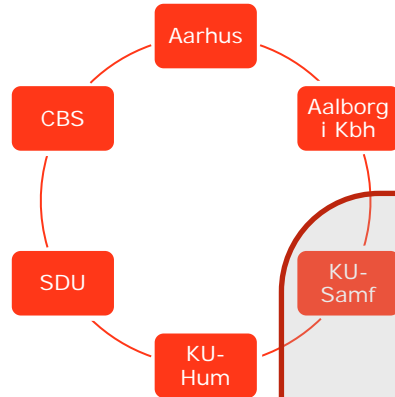 Aarhus
CBS
Aalborg
i Kbh
SDU
KU-
Samf
KU-
Hum